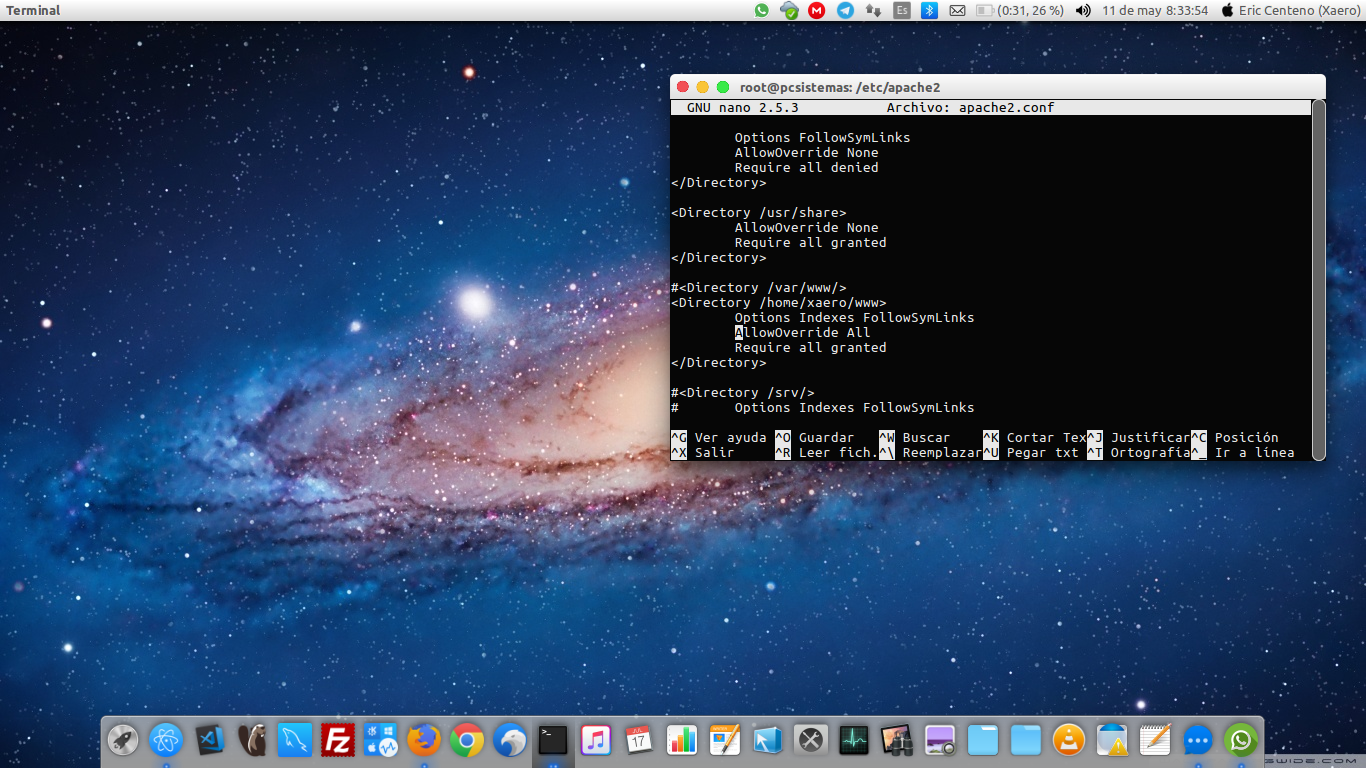 Terminal
Es
(0:31, 26 %)
11 de may 8:33:54
Eric Centeno (Xaero)
root@pcsistemas: /etc/apache2
GNU nano 2.5.3 Archivo: apache2.conf
Options FollowSymLinks
AllowOverride None
Require all denied
</Directory>
<Directory /usr/share>
AllowOverride None
Require all granted
</Directory>
#<Directory /var/www/>
<Directory /home/xaero/www>
Options Indexes FollowSymLinks
AllowOverride All
Require all granted
</Directory>
#<Directory /srv/>
# Options Indexes FollowSymLinks
^G Ver ayuda ^O Guardar ^W Buscar ^K Cortar Tex^J Justificar^C Posición
^X Salir ^R Leer fich.^\ Reemplazar^U Pegar txt ^T Ortografía^_ Ir a línea
Fz
17